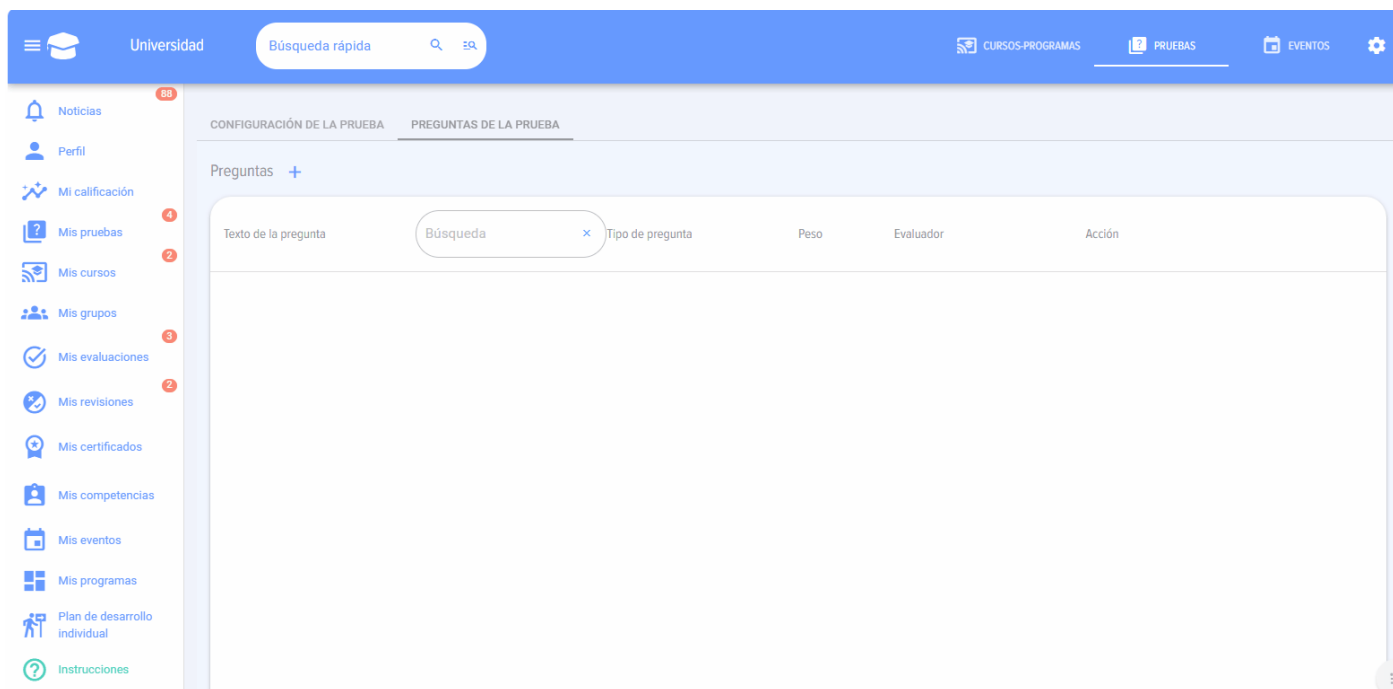 Universidad
Búsqueda rápida
CURSOS-PROGRAMAS
PRUEBAS
EVENTOS
88
Noticias
Perfil
Mi calificación
4
Mis pruebas
2
Mis cursos
Mis grupos
3
Mis evaluaciones
2
Mis revisiones
Mis certificados
Mis competencias
Mis eventos
Mis programas
Plan de desarrollo
individual
Instrucciones
CONFIGURACIÓN DE LA PRUEBA PREGUNTAS DE LA PRUEBA
Preguntas +
Texto de la pregunta Búsqueda × Tipo de pregunta Peso Evaluador Acción